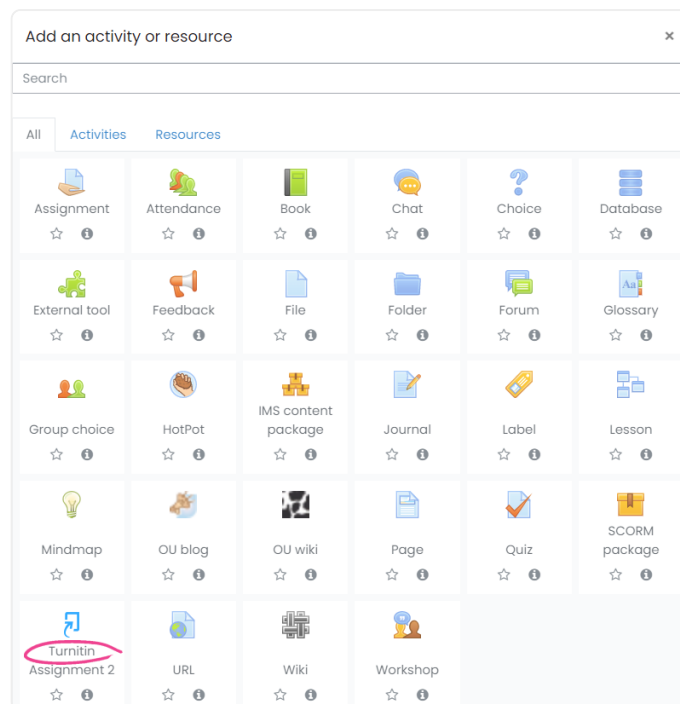 Add an activity or resource
×
Search
All Activities Resources
Assignment Attendance Book Chat Choice Database
External tool Feedback File Folder Forum Glossary
Group choice HotPot IMS content package Journal Label Lesson
Mindmap OU blog OU wiki Page Quiz SCORM package
Turnitin Assignment 2 URL Wiki Workshop